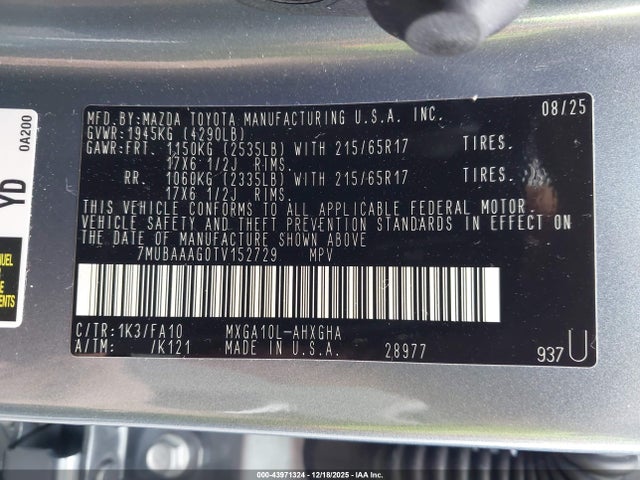 MFD.BY:MAZDA TOYOTA MANUFACTURING U.S.A. INC. 08/25
GVWR:1945KG (4290LB)
GAWR:FRT. 1150KG (2535LB) WITH 215/65R17 TIRES.
17X6 1/2J RIMS.
RR. 1060KG (2335LB) WITH 215/65R17 TIRES.
17X6 1/2J RIMS.
THIS VEHICLE CONFORMS TO ALL APPLICABLE FEDERAL MOTOR
VEHICLE SAFETY AND THEFT PREVENTION STANDARDS IN EFFECT ON
THE DATE OF MANUFACTURE SHOWN ABOVE.
7MUBAAAG0TV152729 MPV
C/TR:1K3/FA10 MXGA10L-AHXGHA
A/TM: /K121 MADE IN U.S.A. 28977 937U
0A200
YD
00-43971324 • 12/18/2025 • IAA Inc.